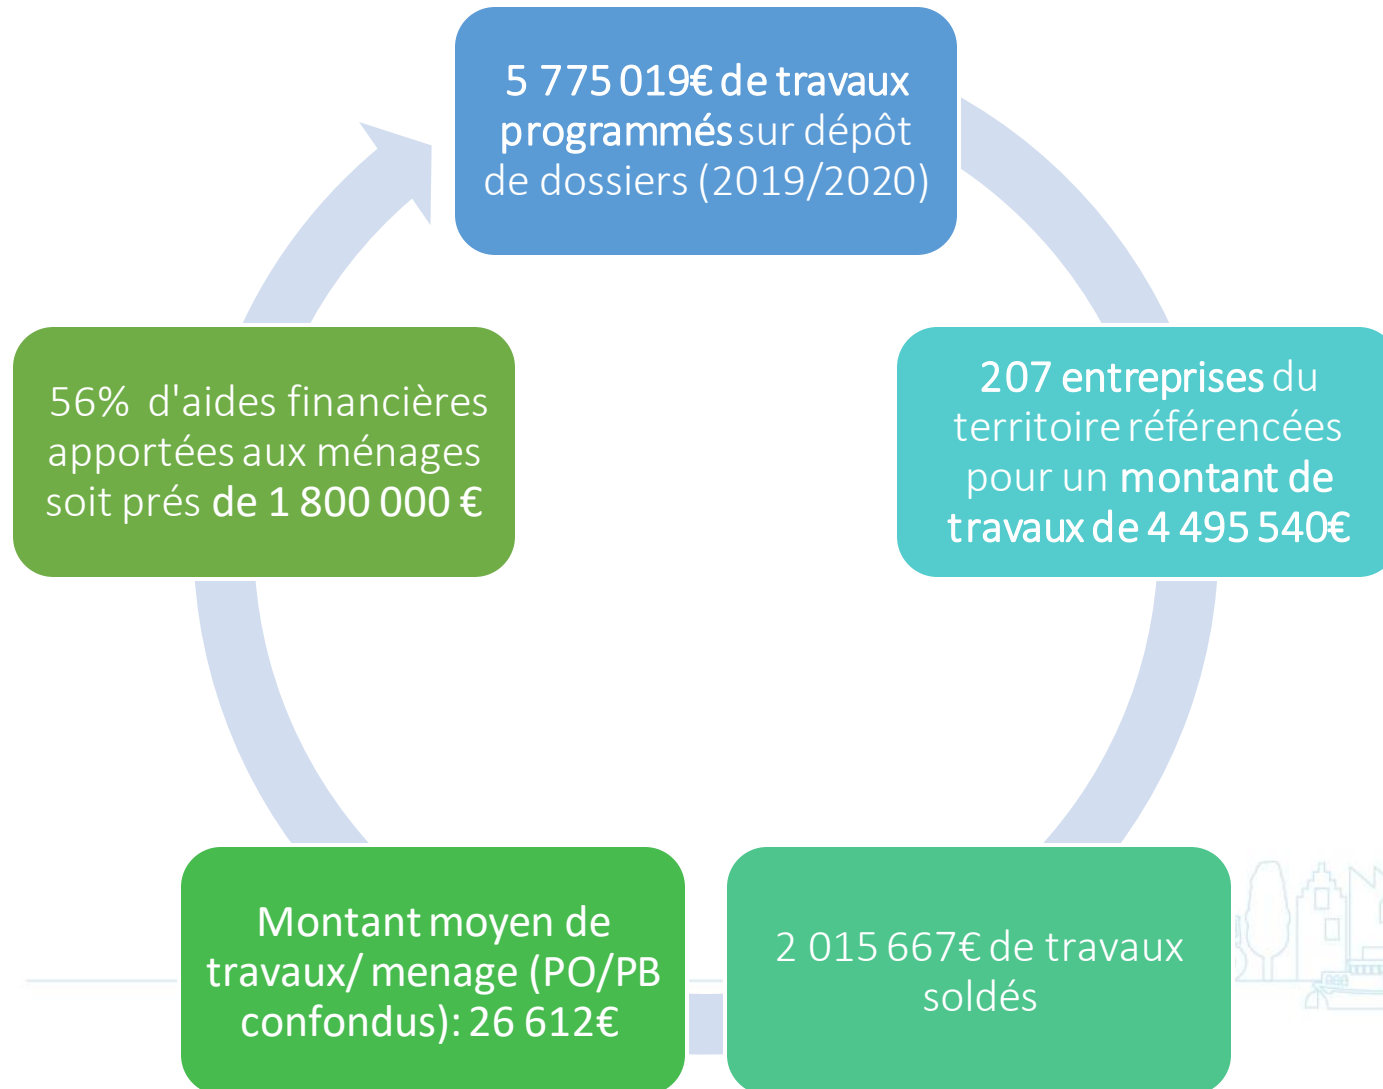 5 775 019€ de travaux
programmés sur dépôt
de dossiers (2019/2020)
207 entreprises du
territoire référencées
pour un montant de
travaux de 4 495 540€
2 015 667€ de travaux
soldés
Montant moyen de
travaux/ menage (PO/PB
confondus): 26 612€
56% d'aides financières
apportées aux ménages
soit prés de 1 800 000 €